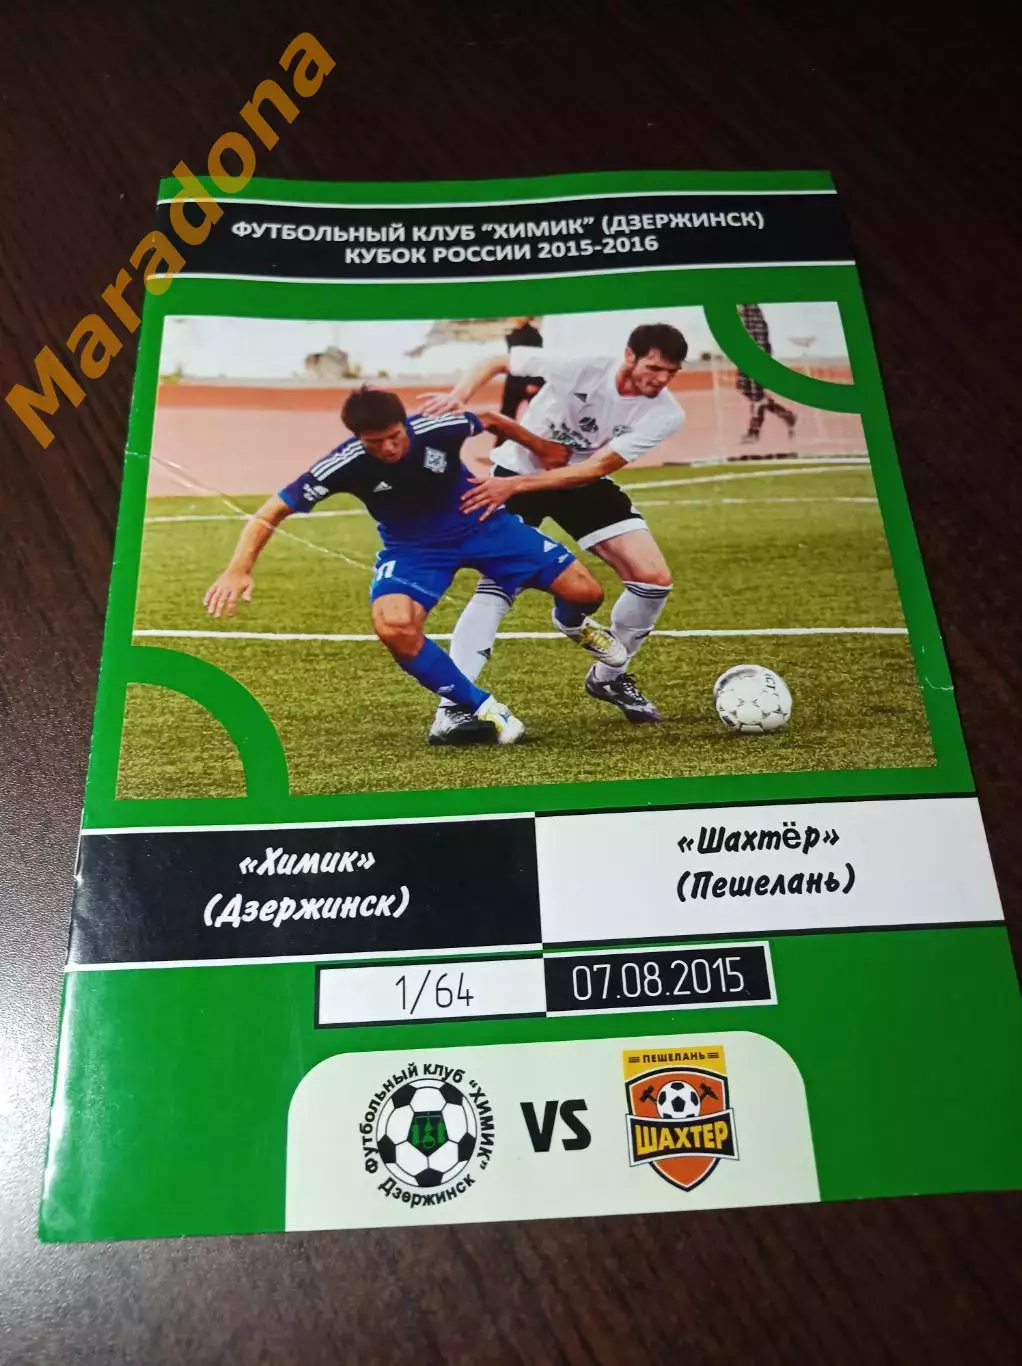 Maradona
ФУТБОЛЬНЫЙ КЛУБ “ХИМИК” (ДЗЕРЖИНСК)
КУБОК РОССИИ 2015-2016
«Химик»
(Дзержинск)
«Шахтёр»
(Пешелань)
1/64
07.08.2015
Футбольный клуб "ХИМИК"
Дзержинск
VS
ПЕШЕЛАНЬ
ШАХТЕР